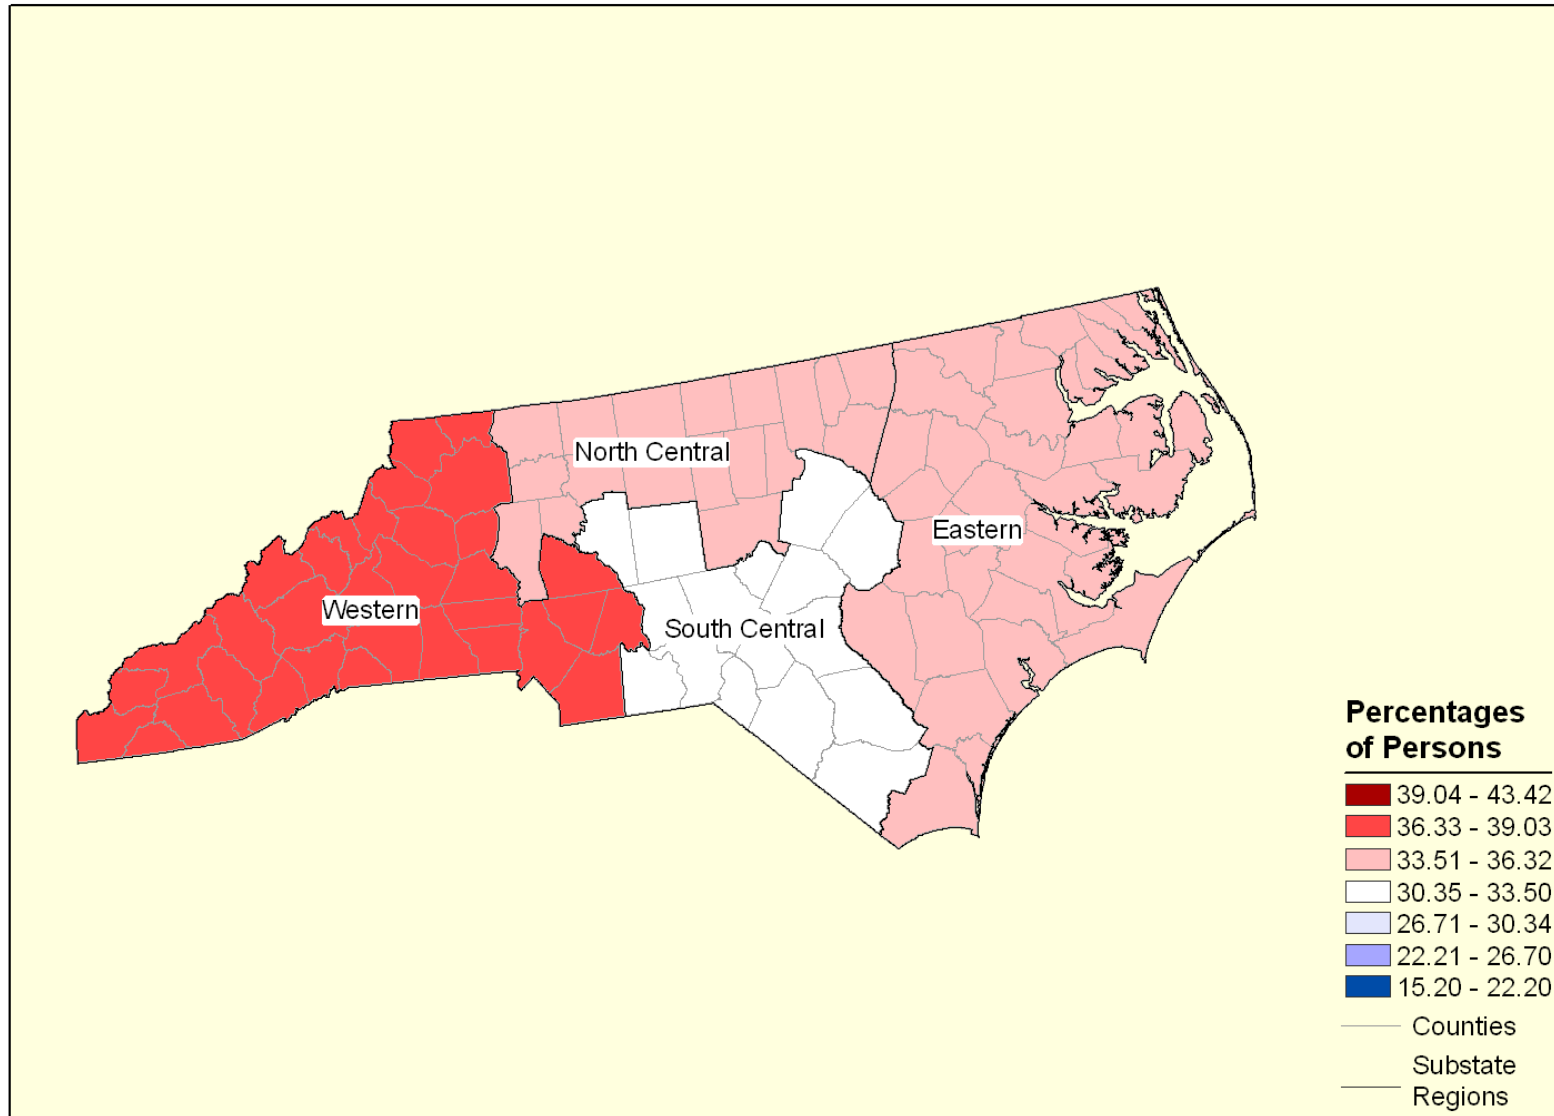 North Central
Eastern
Western
South Central
Percentages
of Persons
39.04 - 43.42
36.33 - 39.03
33.51 - 36.32
30.35 - 33.50
26.71 - 30.34
22.21 - 26.70
15.20 - 22.20
Counties
Substate
Regions